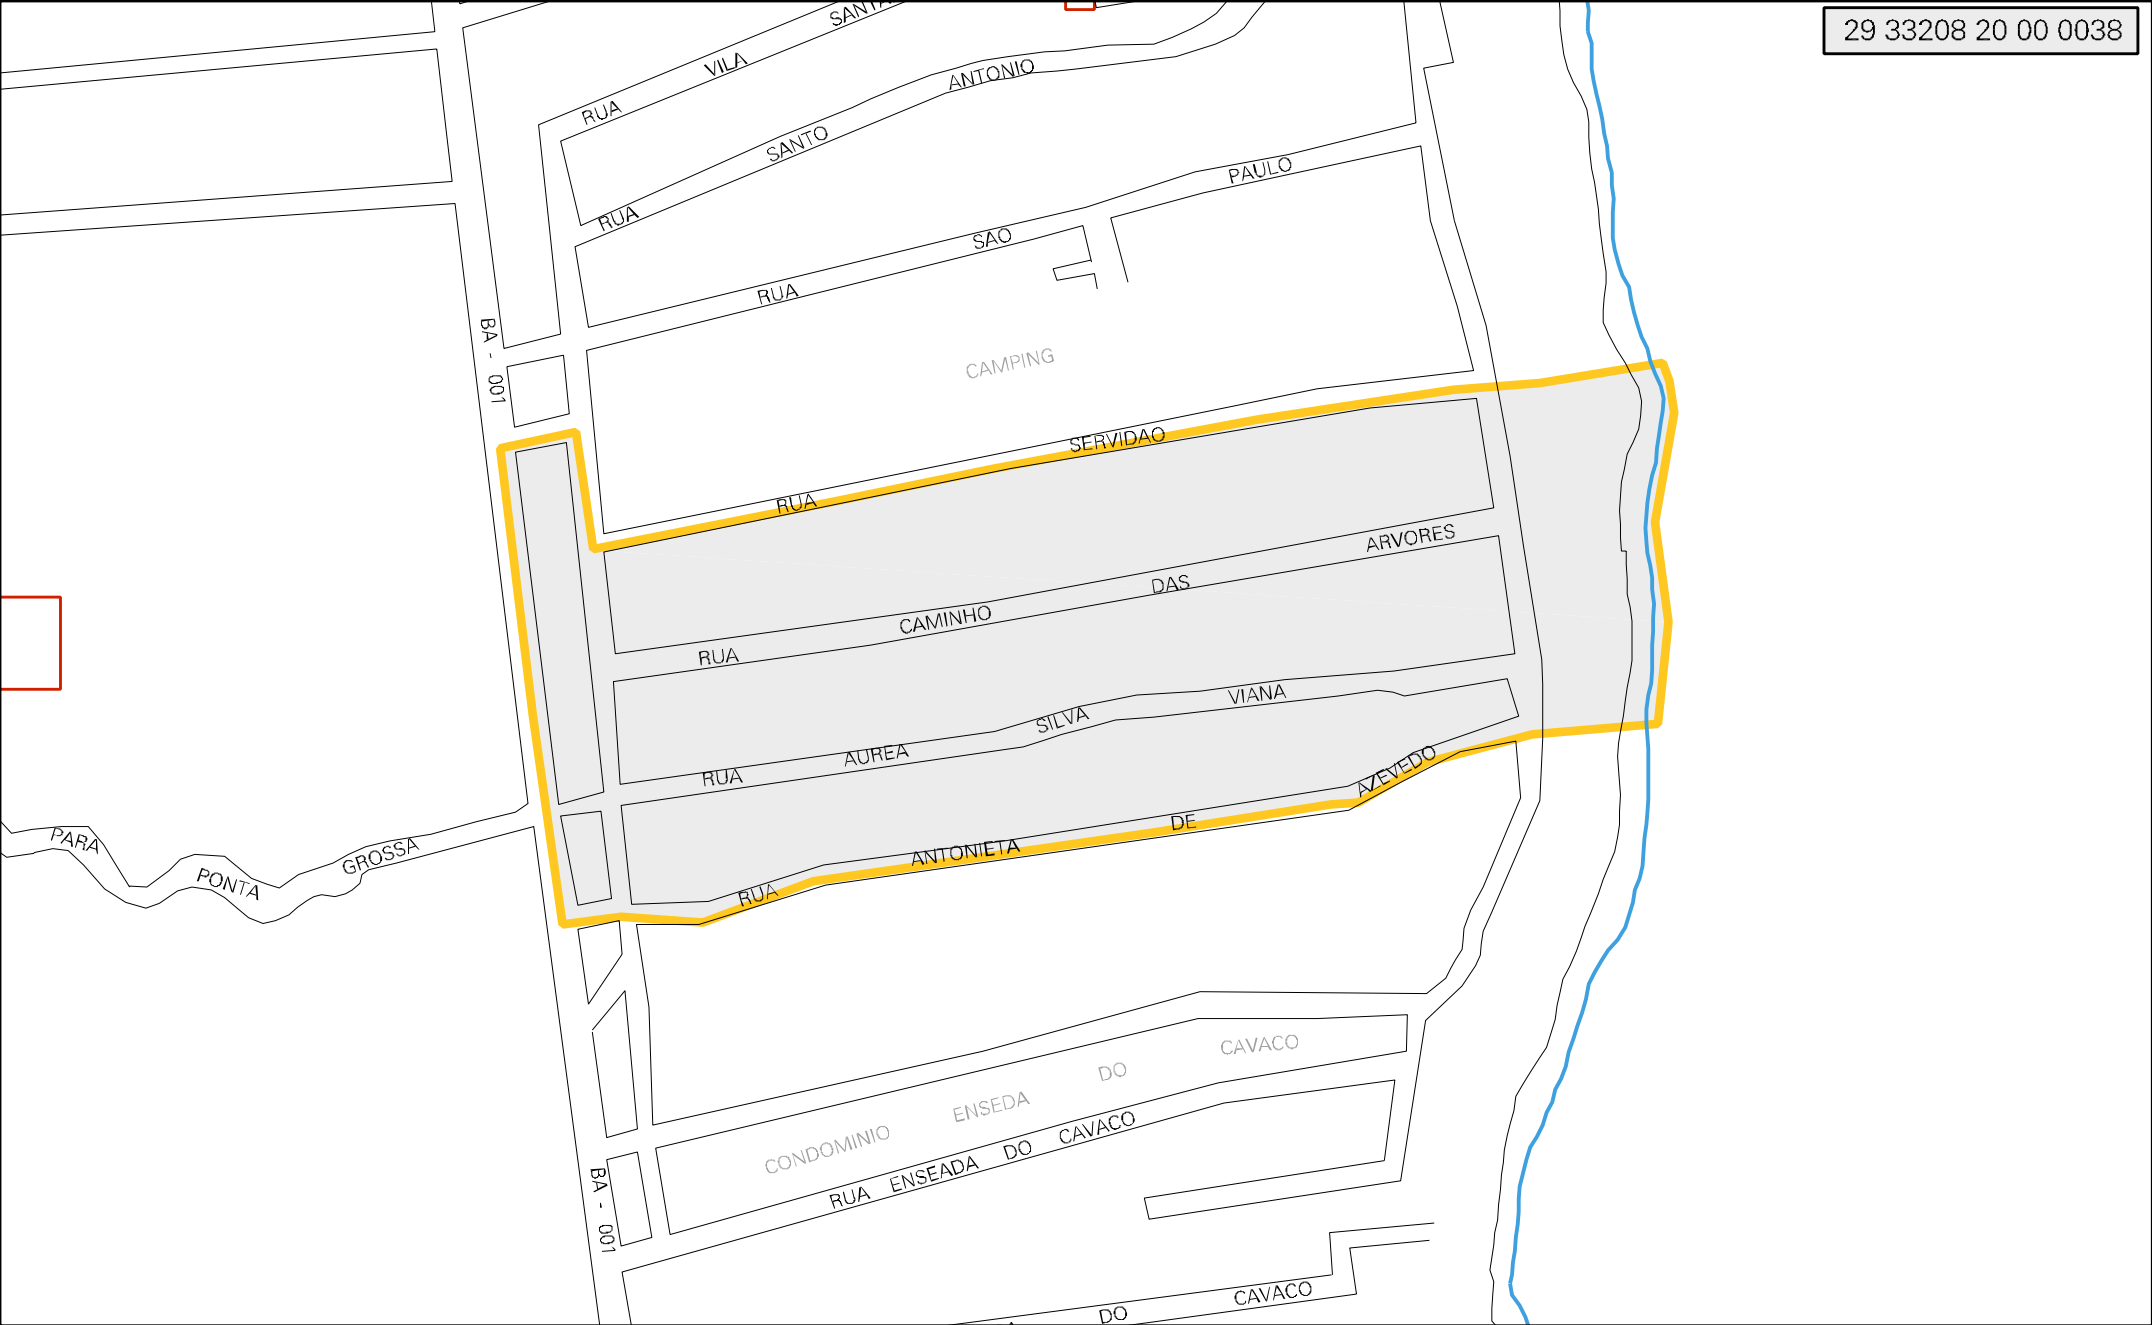 29 33208 20 00 0038
RUA VILA SANTA
RUA SANTO ANTONIO
RUA SAO PAULO
BA - 001
CAMPING
RUA SERVIDAO
RUA CAMINHO DAS ARVORES
RUA AUREA SILVA VIANA
RUA ANTONIETA DE AZEVEDO
PARA PONTA GROSSA
CONDOMINIO ENSEDA DO CAVACO
RUA ENSEADA DO CAVACO
BA - 001
DO CAVACO